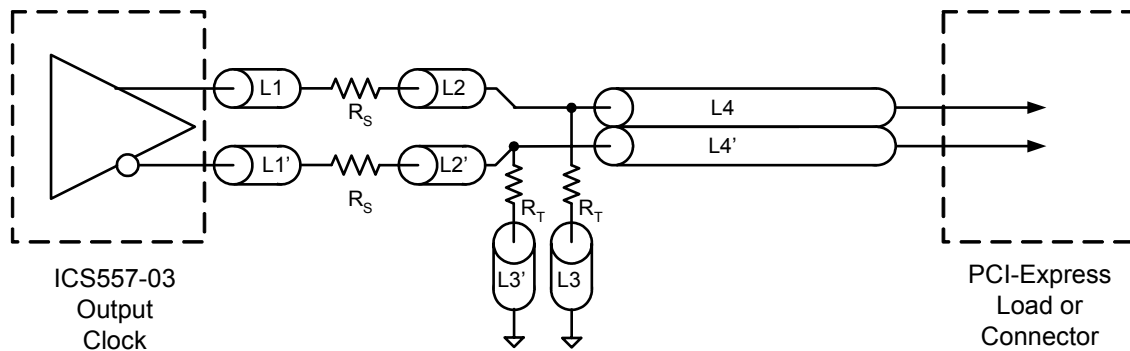 L1
R_S
L2
L4
L1’
R_S
L2’
L4’
R_T
R_T
L3’
L3
ICS557-03
Output
Clock
PCI-Express
Load or
Connector